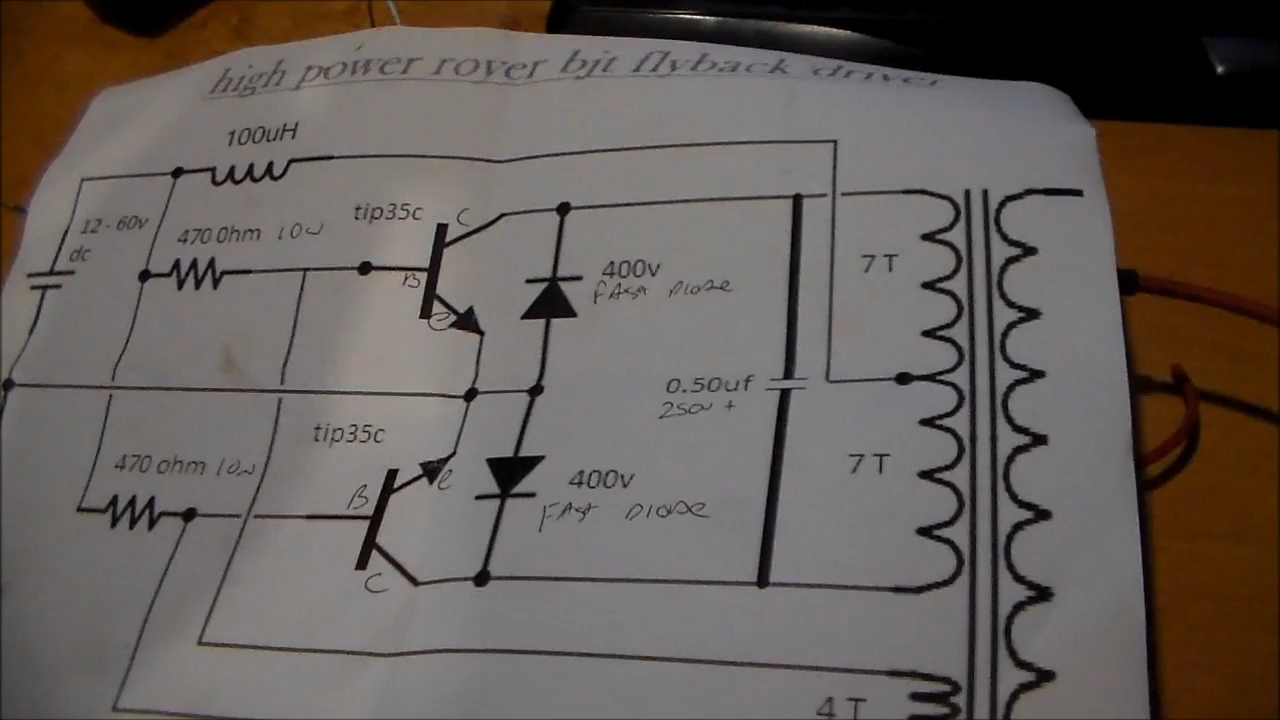 high power royer bjt flyback driver
100uH
12-60v
dc
470 Ohm 10w
tip35c
C
B
e
400v
FAst DIODE
7T
0.50uf
250v +
tip35c
470 ohm 10w
B
e
C
400v
FAst DIODE
7T
4T